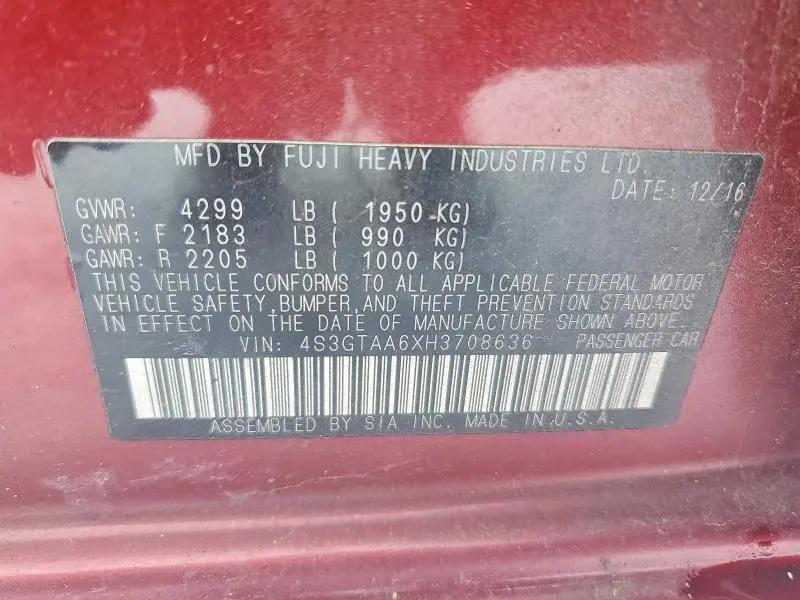 MFD. BY FUJI HEAVY INDUSTRIES LTD.
DATE: 12/16
GVWR: 4299 LB ( 1950 KG)
GAWR: F 2183 LB ( 990 KG)
GAWR: R 2205 LB ( 1000 KG)
THIS VEHICLE CONFORMS TO ALL APPLICABLE FEDERAL MOTOR
VEHICLE SAFETY,BUMPER,AND THEFT PREVENTION STANDARDS
IN EFFECT ON THE DATE OF MANUFACTURE SHOWN ABOVE.
VIN: 4S3GTAA6XH3708636 PASSENGER CAR
ASSEMBLED BY SIA INC. MADE IN U.S.A.